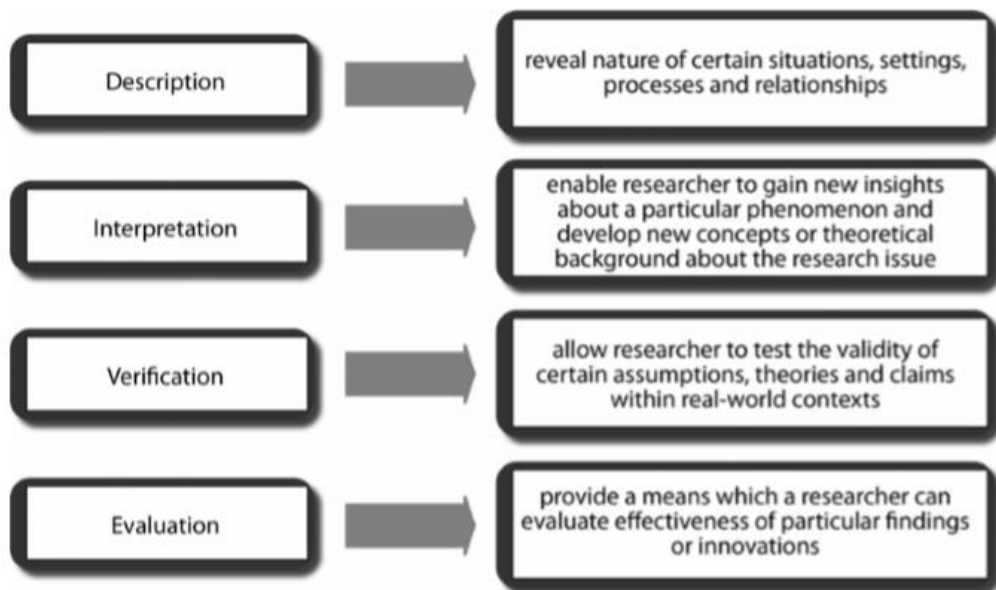 Description
reveal nature of certain situations, settings,
processes and relationships
Interpretation
enable researcher to gain new insights
about a particular phenomenon and
develop new concepts or theoretical
background about the research issue
Verification
allow researcher to test the validity of
certain assumptions, theories and claims
within real-world contexts
Evaluation
provide a means which a researcher can
evaluate effectiveness of particular findings
or innovations